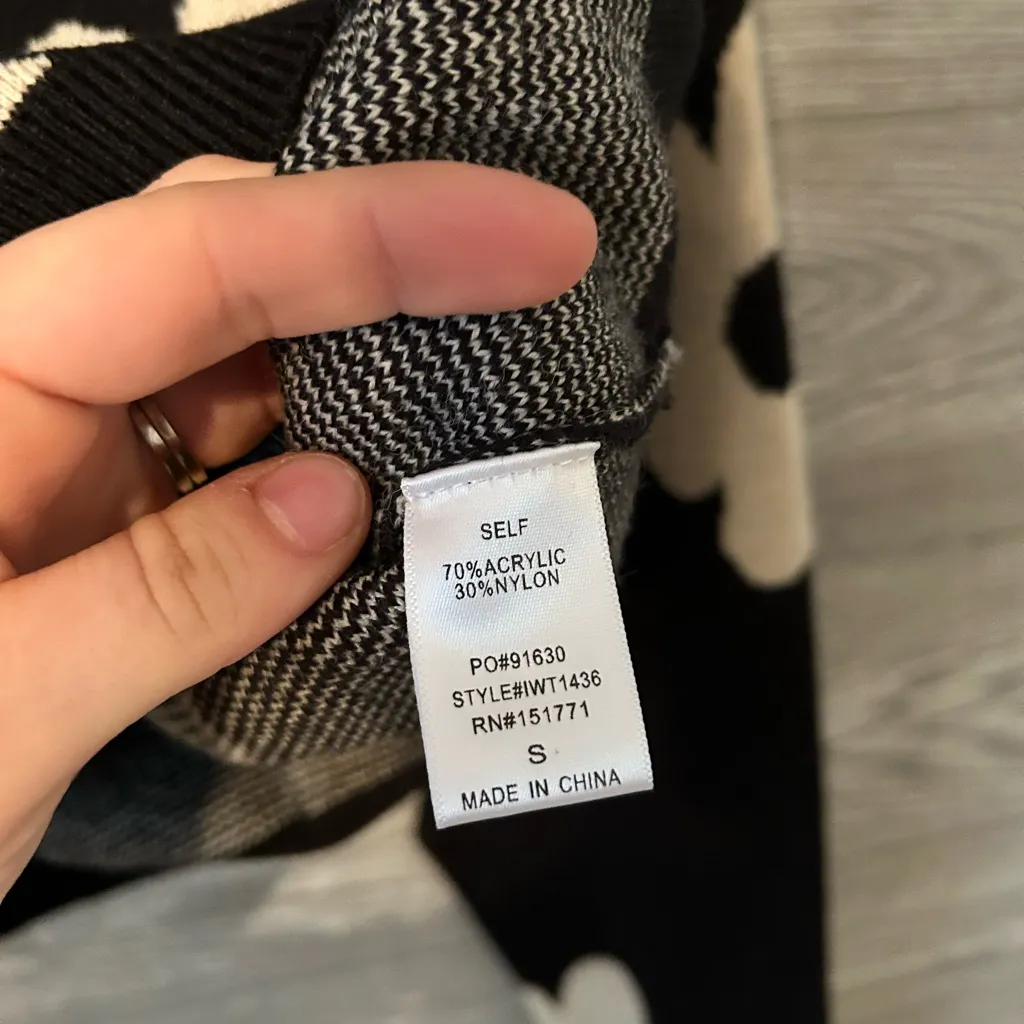 SELF
70%ACRYLIC
30%NYLON
PO#91630
STYLE#IWT1436
RN#151771
S
MADE IN CHINA